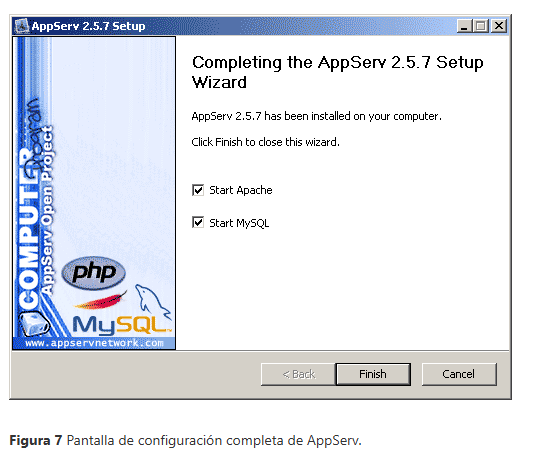 AppServ 2.5.7 Setup
Completing the AppServ 2.5.7 Setup
Wizard
AppServ 2.5.7 has been installed on your computer.
Click Finish to close this wizard.
Start Apache
Start MySQL
COMPUTER
Program
AppServ Open Project
php
MySQL
www.appservnetwork.com
< Back
Finish
Cancel
Figura 7 Pantalla de configuración completa de AppServ.